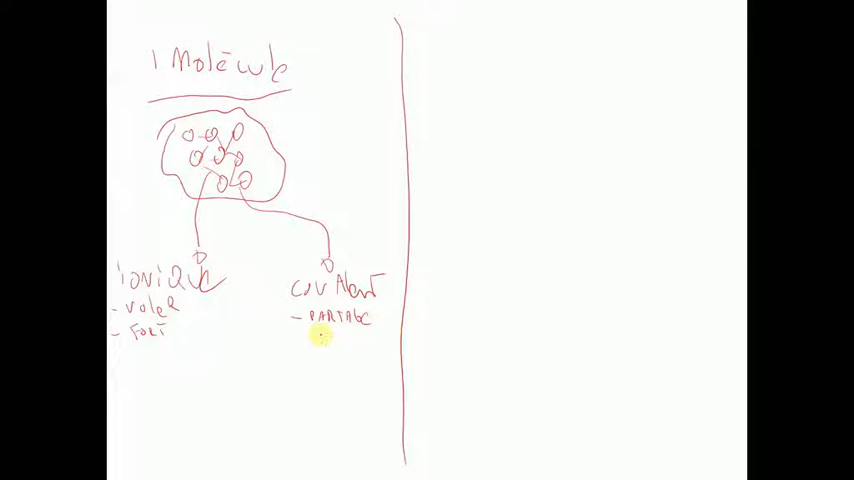 1 Molécule
ioniQue
- voleR
- FORT
covAlent
- PARTAGE